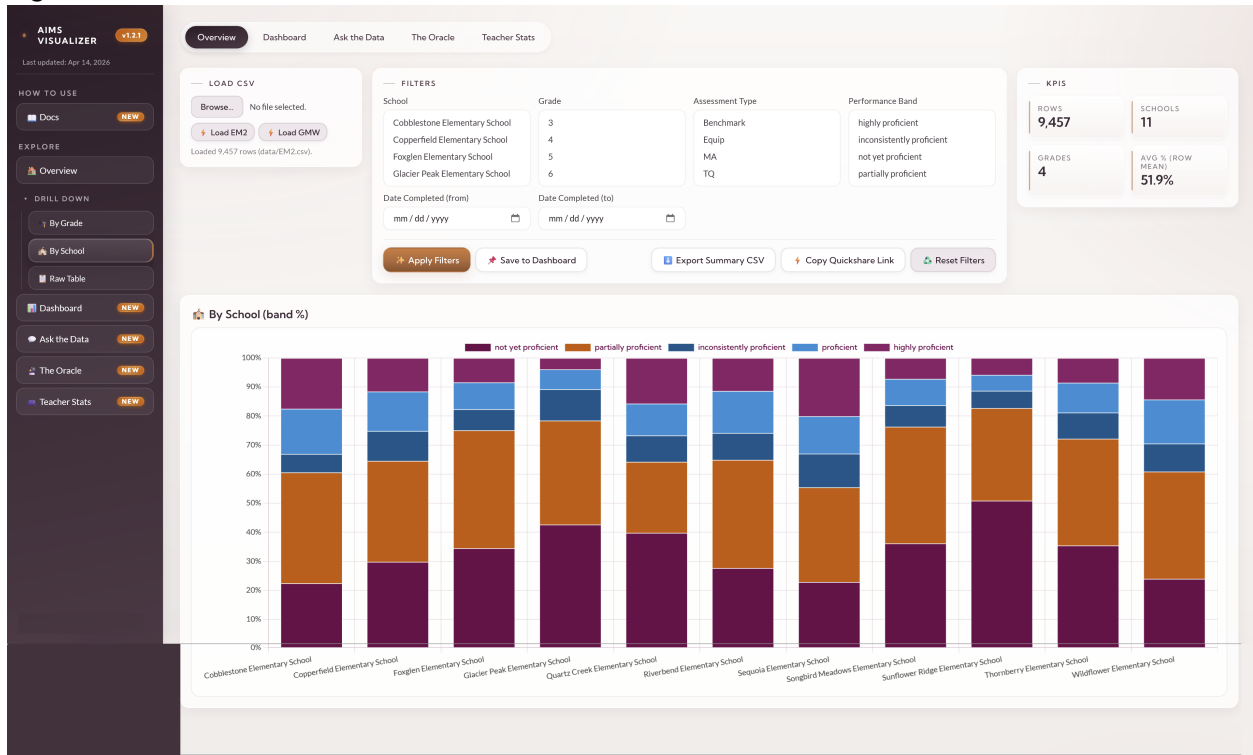 AIMS
VISUALIZER
v1.2.1
Last updated: Apr 14, 2026
HOW TO USE
Docs
NEW
EXPLORE
Overview
DRILL DOWN
By Grade
By School
Raw Table
Dashboard
NEW
Ask the Data
NEW
The Oracle
NEW
Teacher Stats
NEW
Overview
Dashboard
Ask the Data
The Oracle
Teacher Stats
LOAD CSV
Browse...
No file selected.
Load EM2
Load GMW
Loaded 9,457 rows (data/EM2.csv).
FILTERS
School
Cobblestone Elementary School
Copperfield Elementary School
Foxglen Elementary School
Glacier Peak Elementary School
Grade
3
4
5
6
Assessment Type
Benchmark
Equip
MA
TQ
Performance Band
highly proficient
inconsistently proficient
not yet proficient
partially proficient
Date Completed (from)
mm / dd / yyyy
Date Completed (to)
mm / dd / yyyy
Apply Filters
Save to Dashboard
Export Summary CSV
Copy Quickshare Link
Reset Filters
KPIS
ROWS
9,457
SCHOOLS
11
GRADES
4
AVG % (ROW
MEAN)
51.9%
By School (band %)
not yet proficient
partially proficient
inconsistently proficient
proficient
highly proficient
100%
90%
80%
70%
60%
50%
40%
30%
20%
10%
0%
Cobblestone Elementary School
Copperfield Elementary School
Foxglen Elementary School
Glacier Peak Elementary School
Quartz Creek Elementary School
Riverbend Elementary School
Sequoia Elementary School
Songbird Meadows Elementary School
Sunflower Ridge Elementary School
Thornberry Elementary School
Wildflower Elementary School